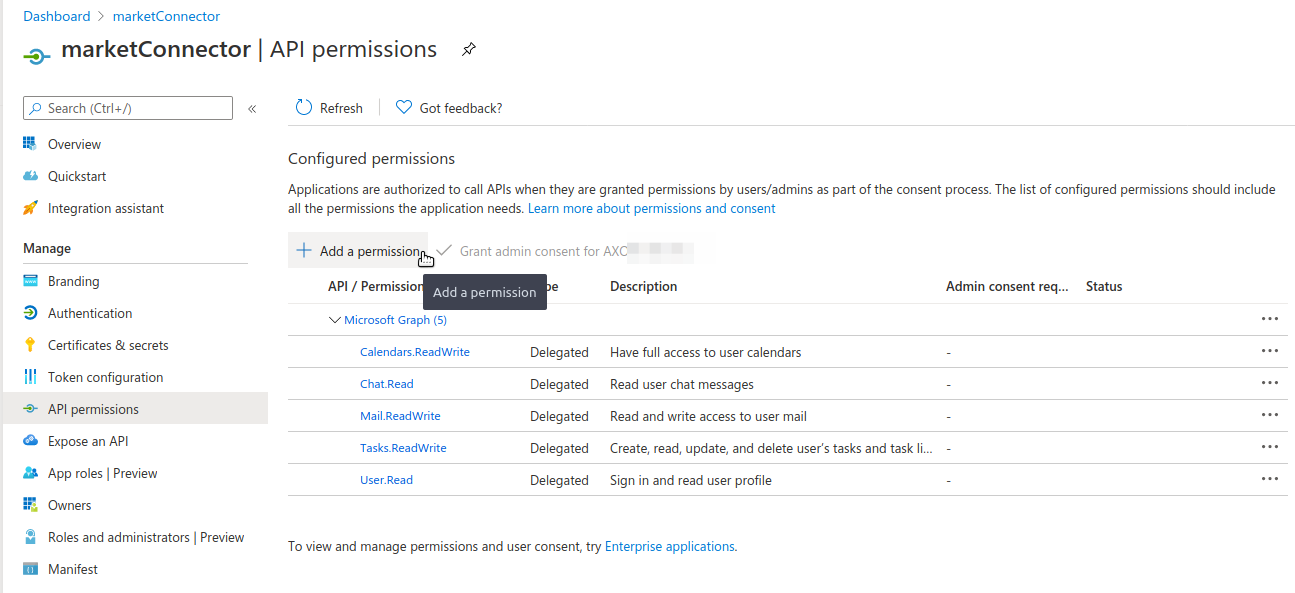 Dashboard > marketConnector
marketConnector | API permissions
Search (Ctrl+/)
«
Overview
Quickstart
Integration assistant
Manage
Branding
Authentication
Certificates & secrets
Token configuration
API permissions
Expose an API
App roles | Preview
Owners
Roles and administrators | Preview
Manifest
Refresh
Got feedback?
Configured permissions
Applications are authorized to call APIs when they are granted permissions by users/admins as part of the consent process. The list of configured permissions should include
all the permissions the application needs. Learn more about permissions and consent
Add a permission
Grant admin consent for AXO
Add a permission
API / Permission Description Admin consent req... Status
Microsoft Graph (5)
Calendars.ReadWrite Delegated Have full access to user calendars -
Chat.Read Delegated Read user chat messages -
Mail.ReadWrite Delegated Read and write access to user mail -
Tasks.ReadWrite Delegated Create, read, update, and delete user's tasks and task li... -
User.Read Delegated Sign in and read user profile -
To view and manage permissions and user consent, try Enterprise applications.